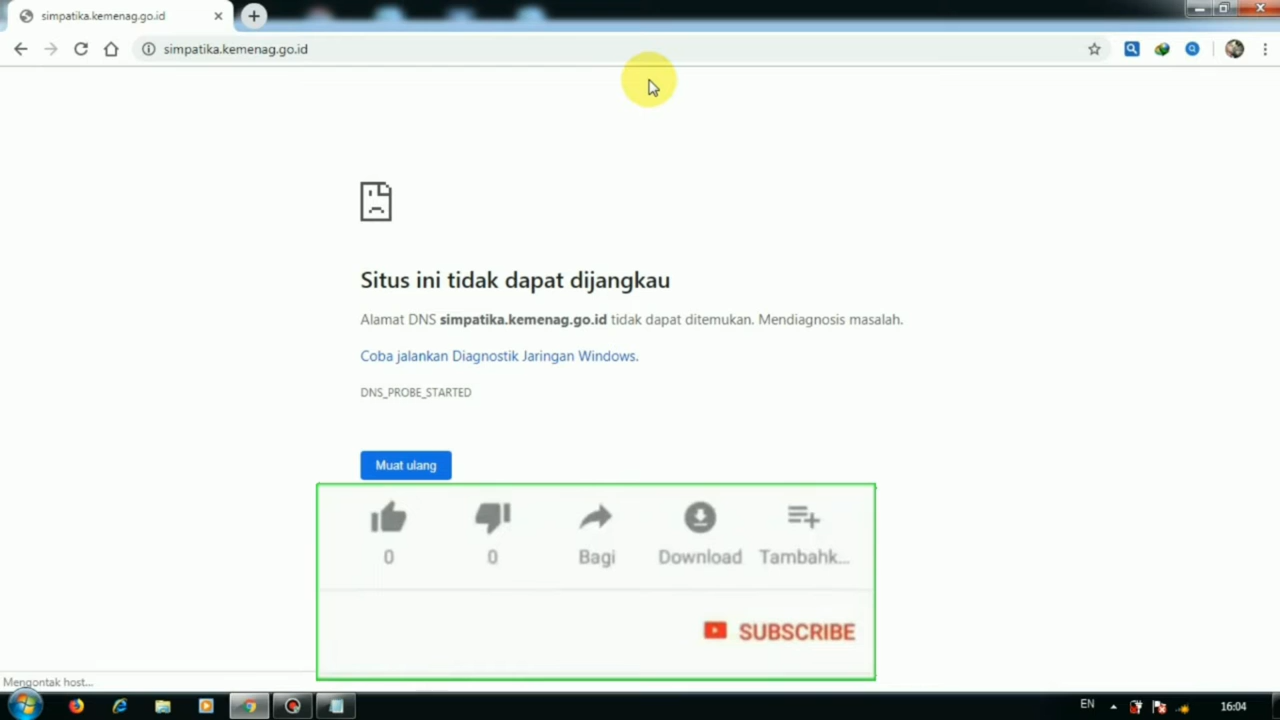 simpatika.kemenag.go.id
simpatika.kemenag.go.id
Situs ini tidak dapat dijangkau
Alamat DNS simpatika.kemenag.go.id tidak dapat ditemukan. Mendiagnosis masalah.
Coba jalankan Diagnostik Jaringan Windows.
DNS_PROBE_STARTED
Muat ulang
0 0 Bagi Download Tambahk...
SUBSCRIBE
Mengontak host...
EN 16:04